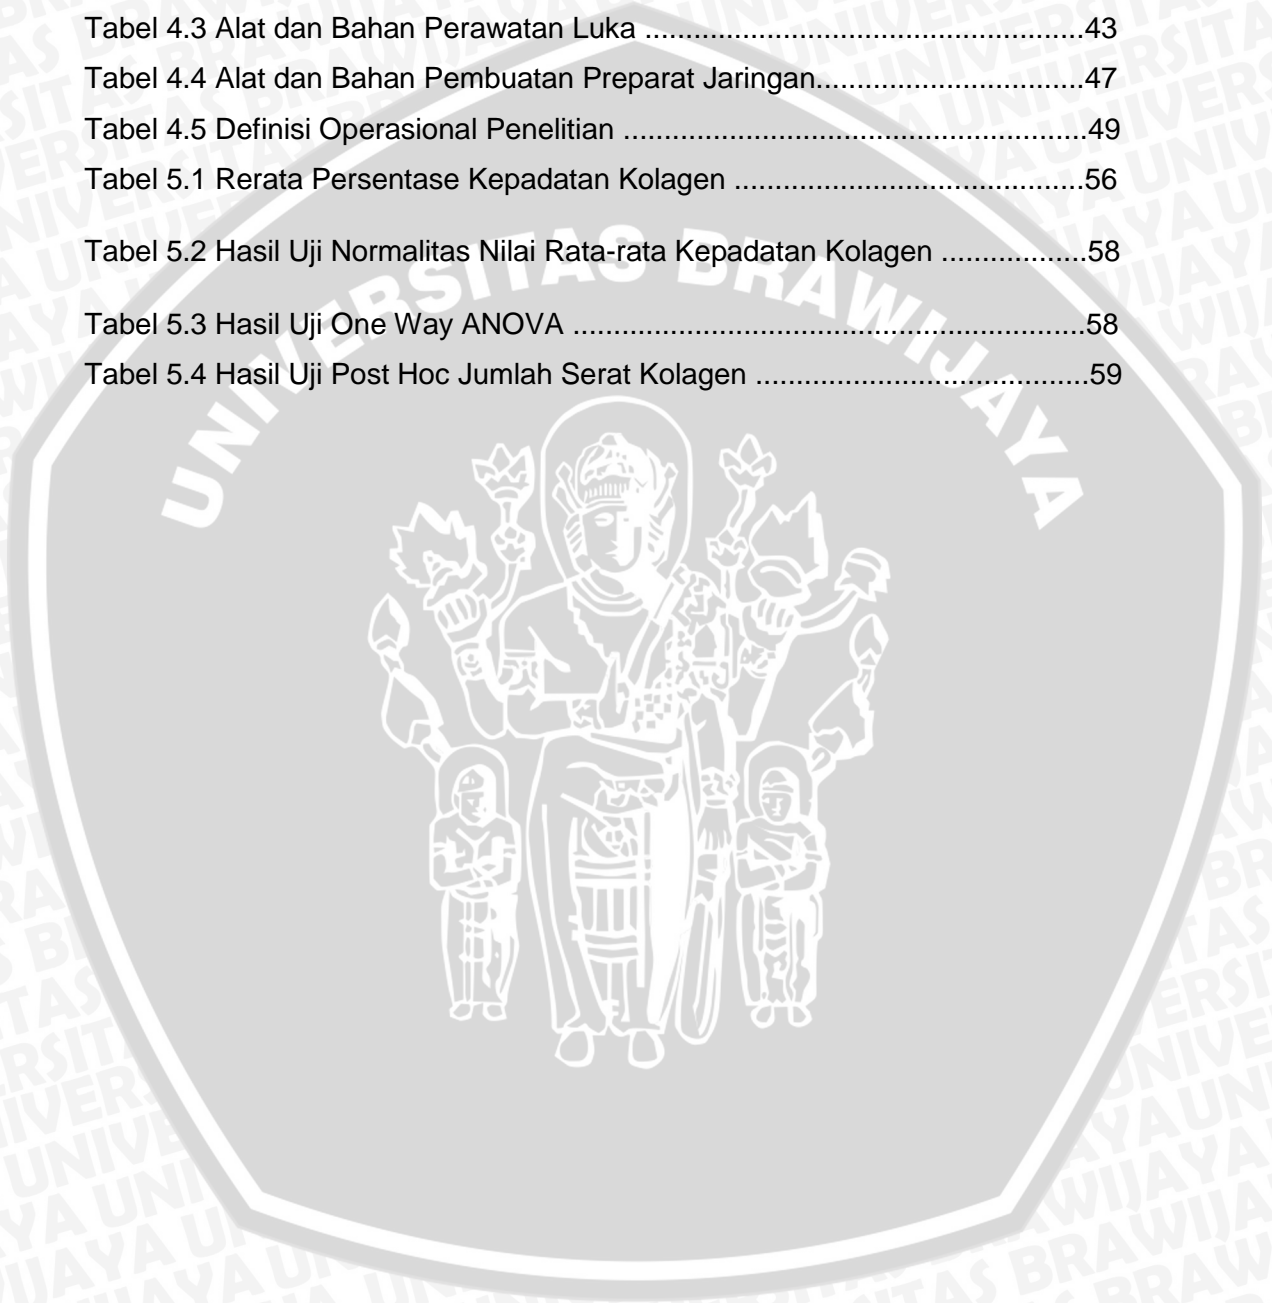 Tabel 4.3 Alat dan Bahan Perawatan Luka ......................................................43
Tabel 4.4 Alat dan Bahan Pembuatan Preparat Jaringan.................................47
Tabel 4.5 Definisi Operasional Penelitian .........................................................49
Tabel 5.1 Rerata Persentase Kepadatan Kolagen ...........................................56
Tabel 5.2 Hasil Uji Normalitas Nilai Rata-rata Kepadatan Kolagen ..................58
Tabel 5.3 Hasil Uji One Way ANOVA ...............................................................58
Tabel 5.4 Hasil Uji Post Hoc Jumlah Serat Kolagen .........................................59
UNIVERSITAS BRAWIJAYA